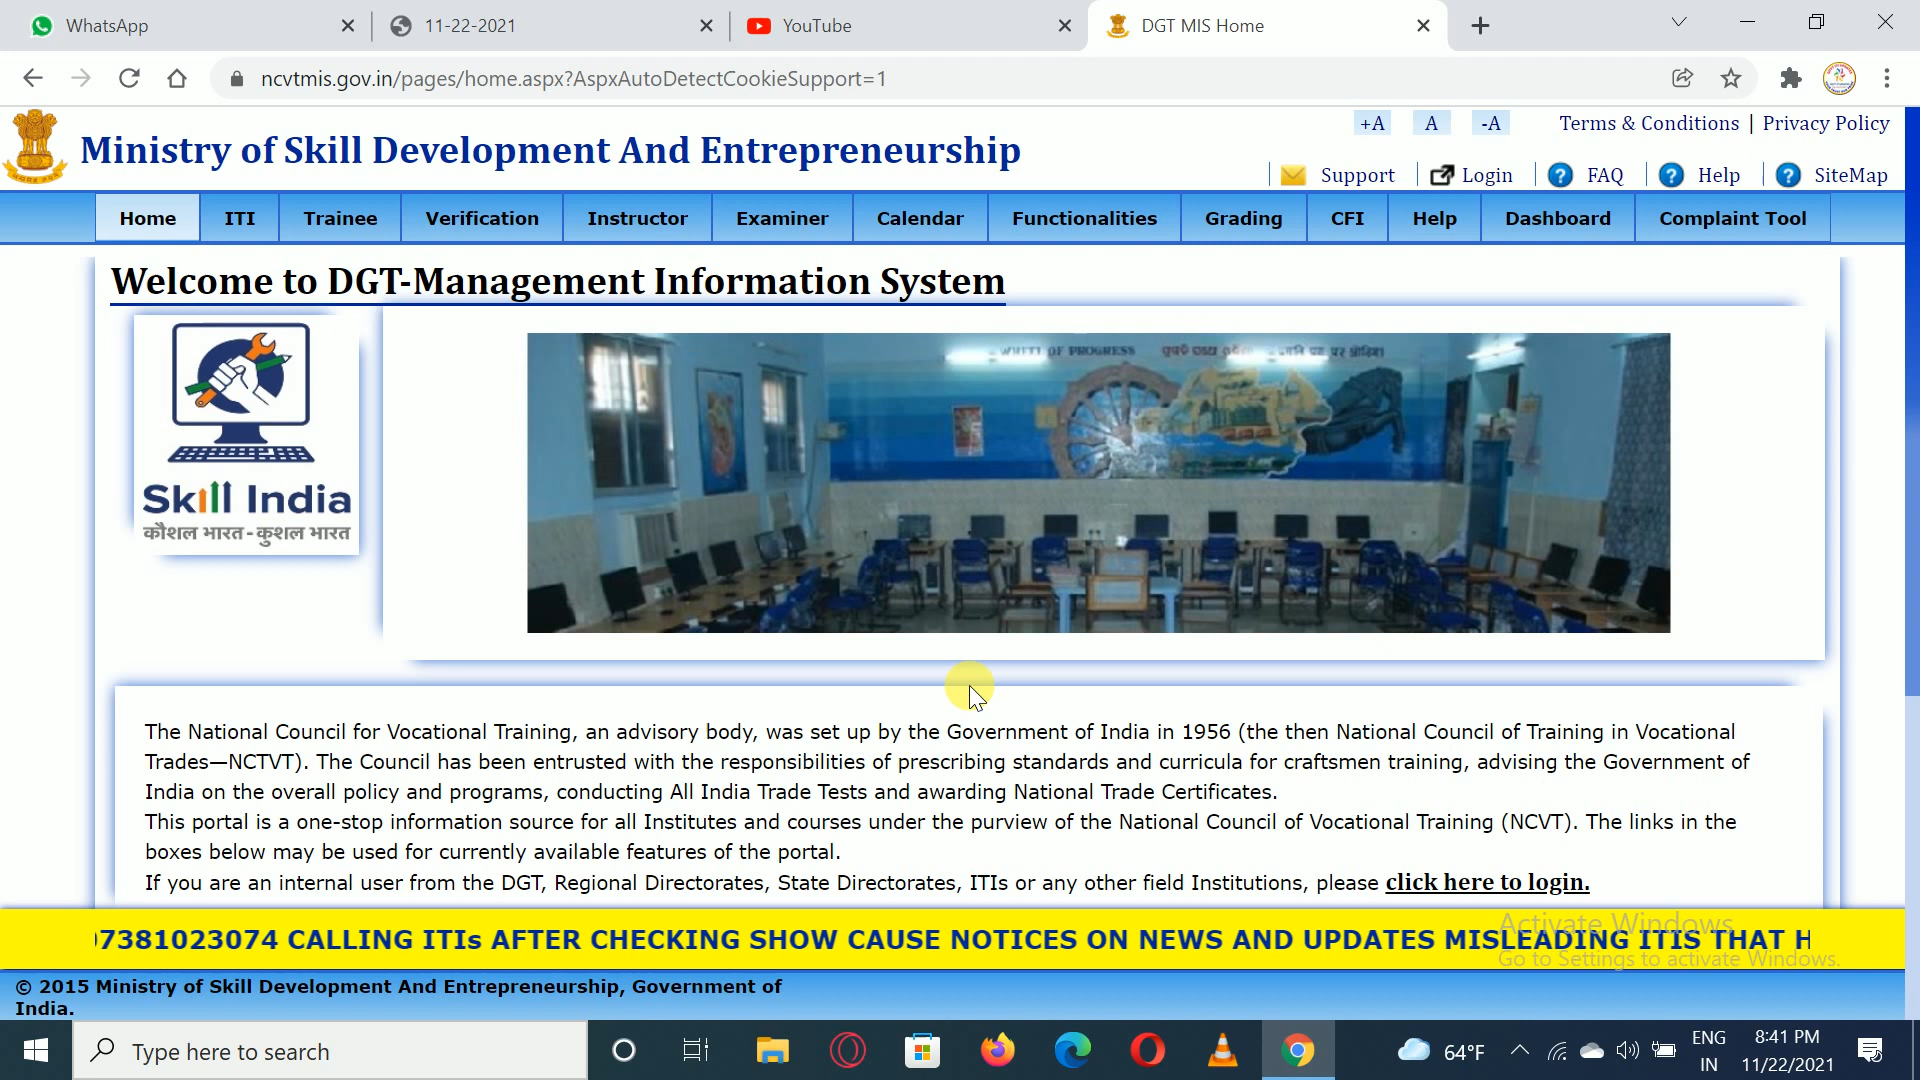 WhatsApp
11-22-2021
YouTube
DGT MIS Home
ncvtmis.gov.in/pages/home.aspx?AspxAutoDetectCookieSupport=1
+A A -A Terms & Conditions | Privacy Policy
Ministry of Skill Development And Entrepreneurship
Support Login FAQ Help SiteMap
Home ITI Trainee Verification Instructor Examiner Calendar Functionalities Grading CFI Help Dashboard Complaint Tool
Welcome to DGT-Management Information System
OF PROGRESS
Skill India
कौशल भारत-कुशल भारत
The National Council for Vocational Training, an advisory body, was set up by the Government of India in 1956 (the then National Council of Training in Vocational
Trades—NCTVT). The Council has been entrusted with the responsibilities of prescribing standards and curricula for craftsmen training, advising the Government of
India on the overall policy and programs, conducting All India Trade Tests and awarding National Trade Certificates.
This portal is a one-stop information source for all Institutes and courses under the purview of the National Council of Vocational Training (NCVT). The links in the
boxes below may be used for currently available features of the portal.
If you are an internal user from the DGT, Regional Directorates, State Directorates, ITIs or any other field Institutions, please click here to login.
7381023074 CALLING ITIs AFTER CHECKING SHOW CAUSE NOTICES ON NEWS AND UPDATES MISLEADING ITIS THAT H
Activate Windows
Go to Settings to activate Windows.
© 2015 Ministry of Skill Development And Entrepreneurship, Government of
India.
Type here to search
64°F
ENG
IN
8:41 PM
11/22/2021